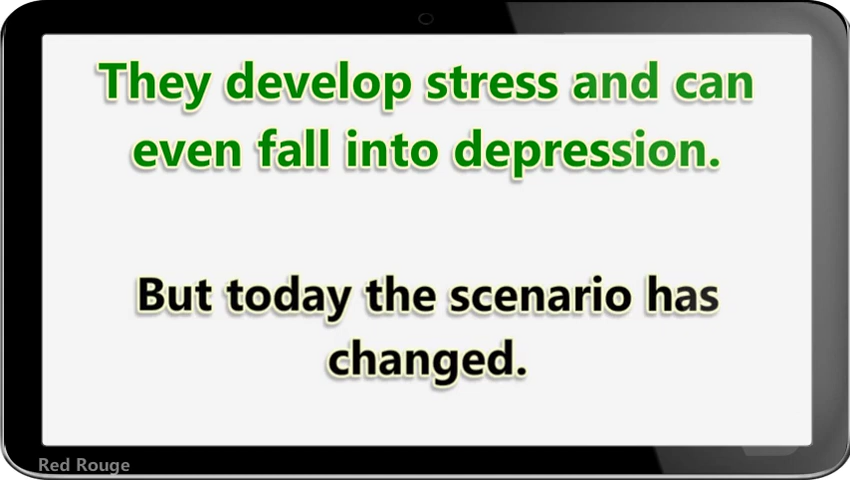 They develop stress and can
even fall into depression.
But today the scenario has
changed.
Red Rouge